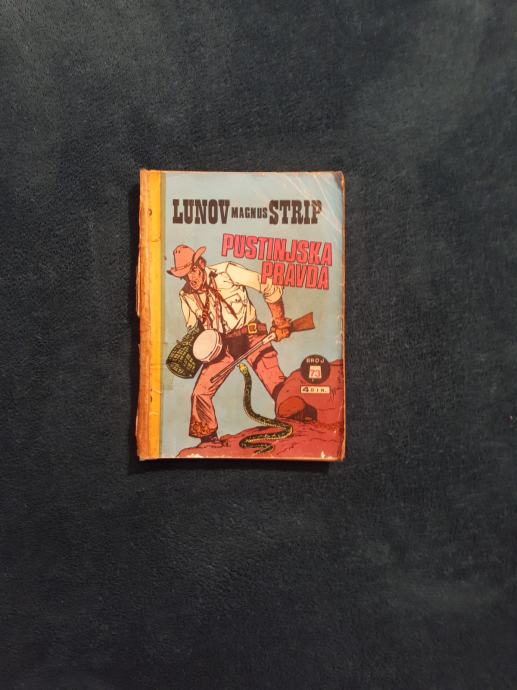 LUNOV MAGNUS STRIP
PUSTINJSKA
PRAVDA
BROJ
73
4 DIN.